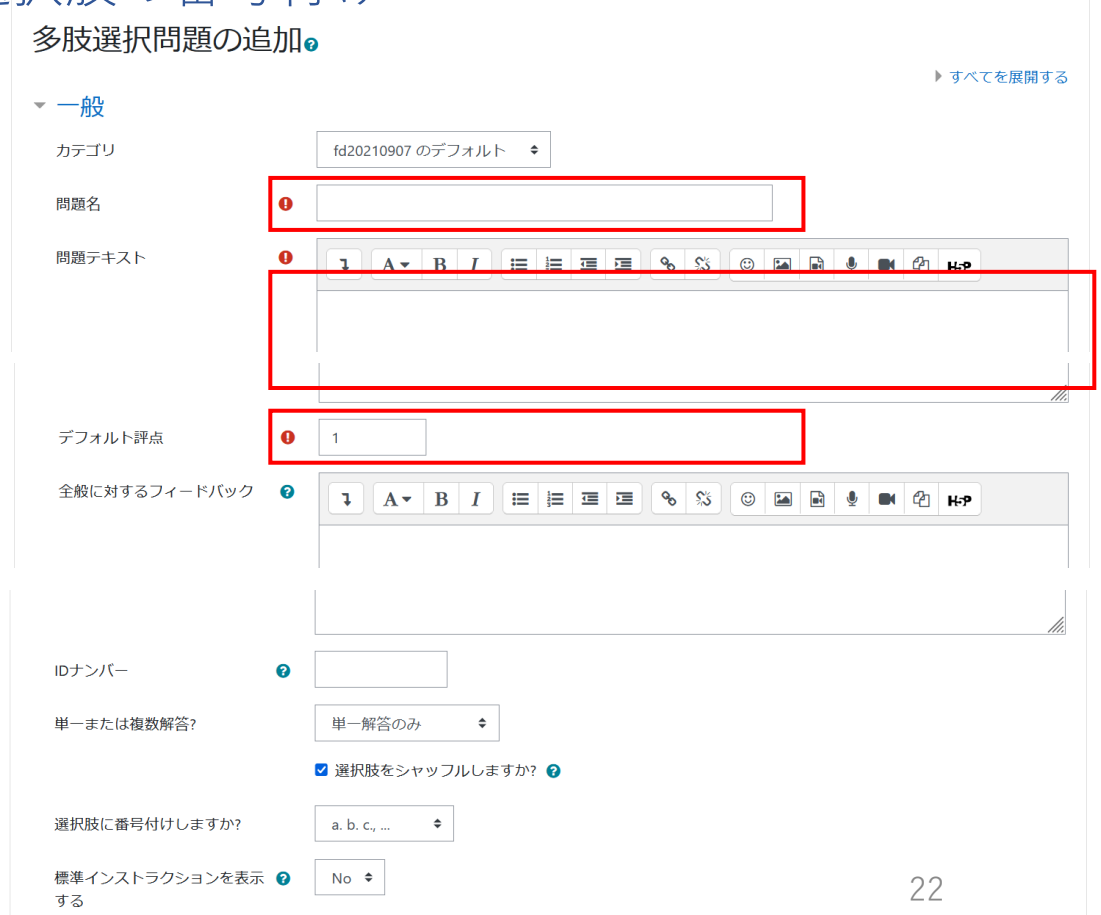 多肢選択問題の追加
すべてを展開する
一般
カテゴリ
fd20210907 のデフォルト
問題名
問題テキスト
A B I
H-P
デフォルト評点
1
全般に対するフィードバック
A B I
H-P
IDナンバー
単一または複数解答?
単一解答のみ
選択肢をシャッフルしますか?
選択肢に番号付けしますか?
a. b. c., ...
標準インストラクションを表示
する
No
22